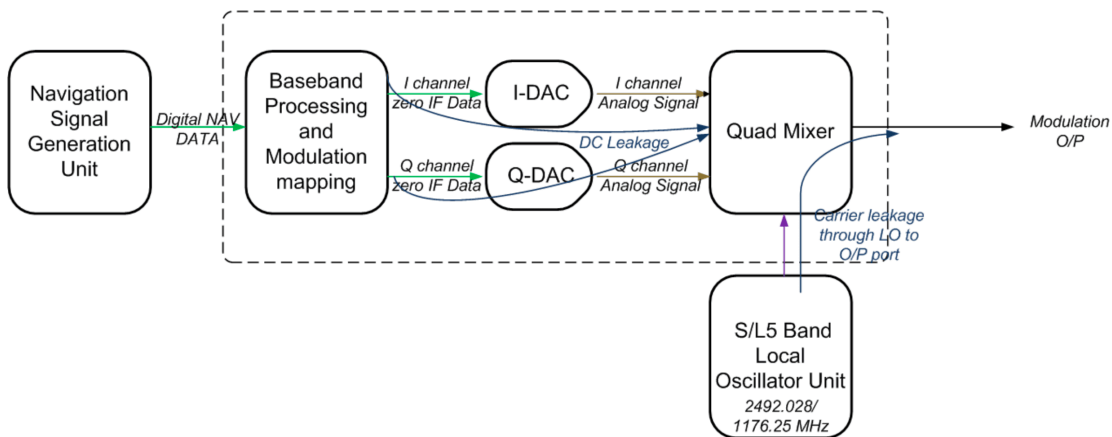 Navigation
Signal
Generation
Unit
Digital NAV
DATA
Baseband
Processing
and
Modulation
mapping
I channel
zero IF Data
I-DAC
I channel
Analog Signal
DC Leakage
Q channel
zero IF Data
Q-DAC
Q channel
Analog Signal
Quad Mixer
Modulation
O/P
Carrier leakage
through LO to
O/P port
S/L5 Band
Local
Oscillator Unit
2492.028/
1176.25 MHz